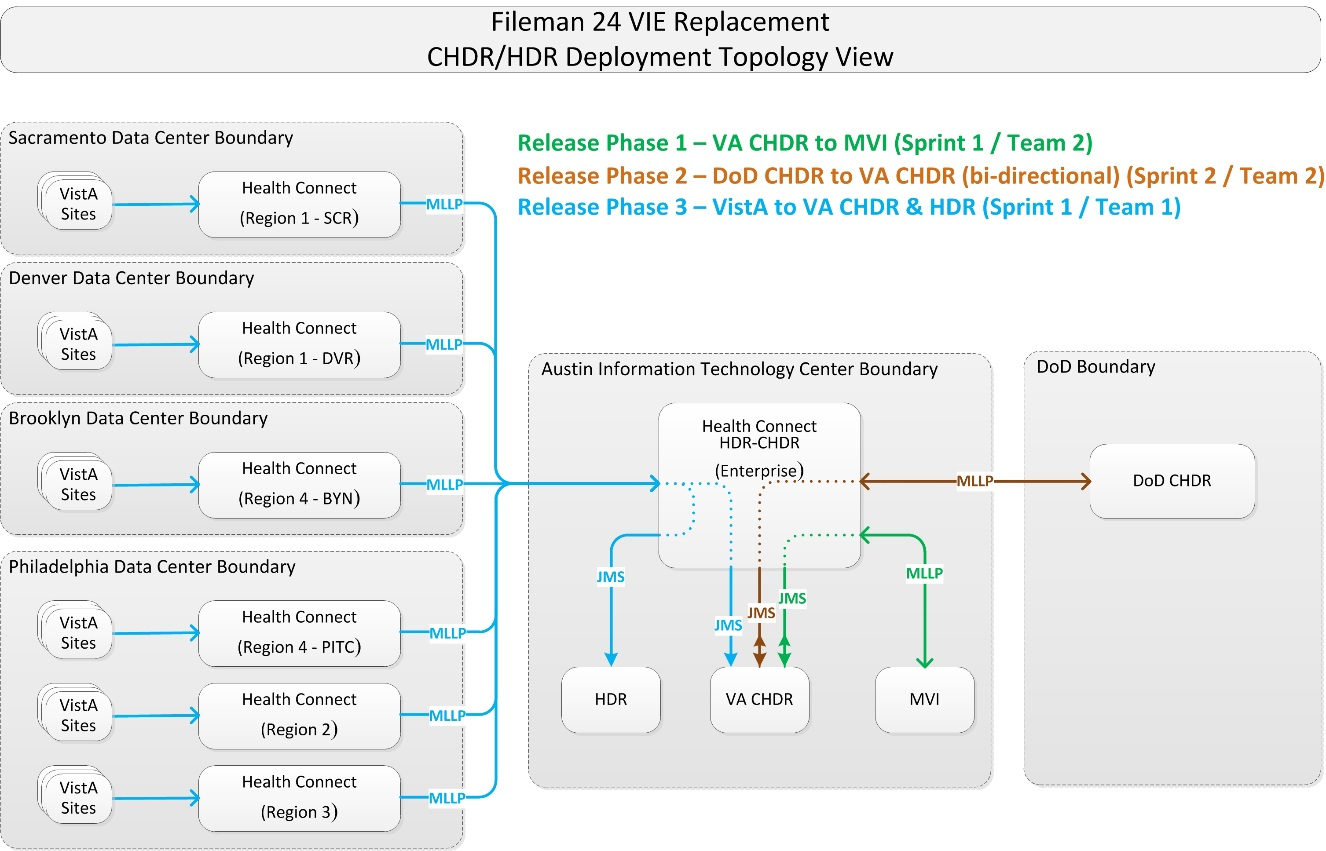 Fileman 24 VIE Replacement
CHDR/HDR Deployment Topology View
Release Phase 1 – VA CHDR to MVI (Sprint 1 / Team 2)
Release Phase 2 – DoD CHDR to VA CHDR (bi-directional) (Sprint 2 / Team 2)
Release Phase 3 – VistA to VA CHDR & HDR (Sprint 1 / Team 1)
Sacramento Data Center Boundary
VistA
Sites
Health Connect
(Region 1 - SCR)
MLLP
Denver Data Center Boundary
VistA
Sites
Health Connect
(Region 1 - DVR)
MLLP
Brooklyn Data Center Boundary
VistA
Sites
Health Connect
(Region 4 - BYN)
MLLP
Philadelphia Data Center Boundary
VistA
Sites
Health Connect
(Region 4 - PITC)
MLLP
VistA
Sites
Health Connect
(Region 2)
MLLP
VistA
Sites
Health Connect
(Region 3)
MLLP
Austin Information Technology Center Boundary
Health Connect
HDR-CHDR
(Enterprise)
JMS
JMS
JMS
JMS
MLLP
HDR
VA CHDR
MVI
MLLP
DoD Boundary
DoD CHDR